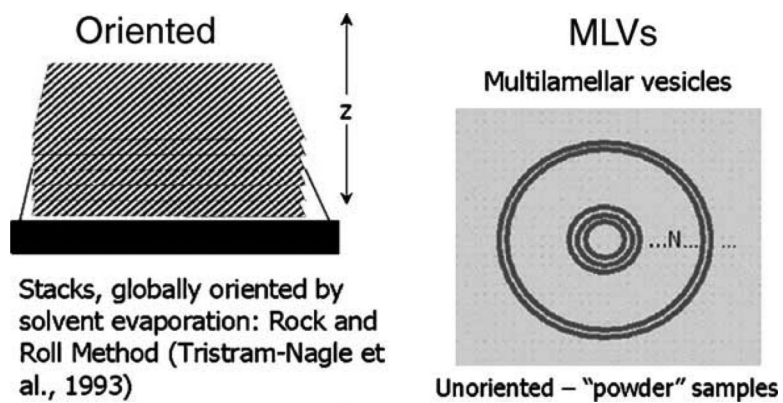 Oriented
z
Stacks, globally oriented by
solvent evaporation: Rock and
Roll Method (Tristram-Nagle et
al., 1993)
MLVs
Multilamellar vesicles
...N... ...
Unoriented – “powder” samples